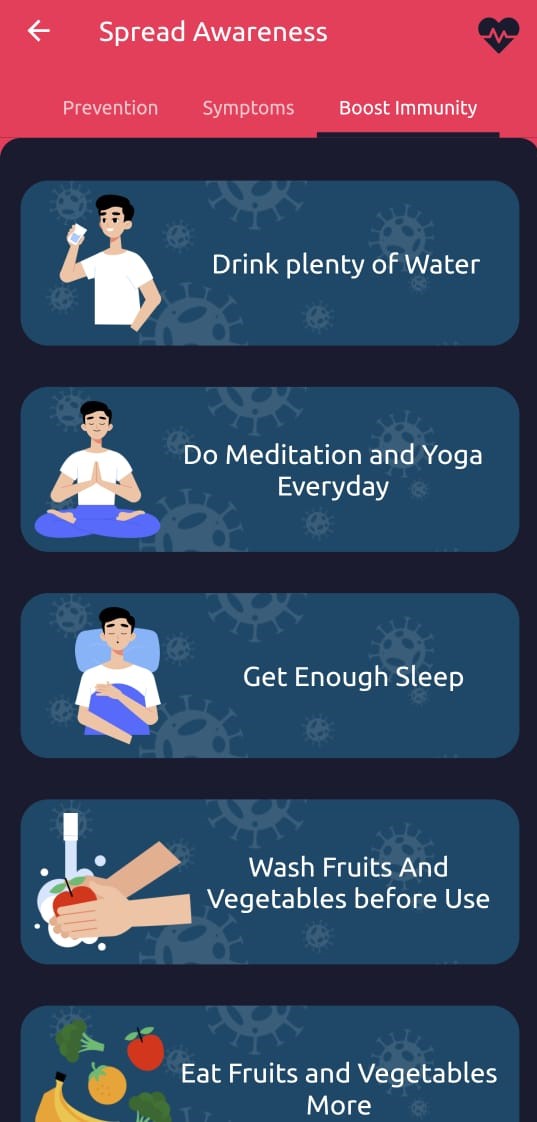 Spread Awareness
Prevention Symptoms Boost Immunity
Drink plenty of Water
Do Meditation and Yoga
Everyday
Get Enough Sleep
Wash Fruits And
Vegetables before Use
Eat Fruits and Vegetables
More